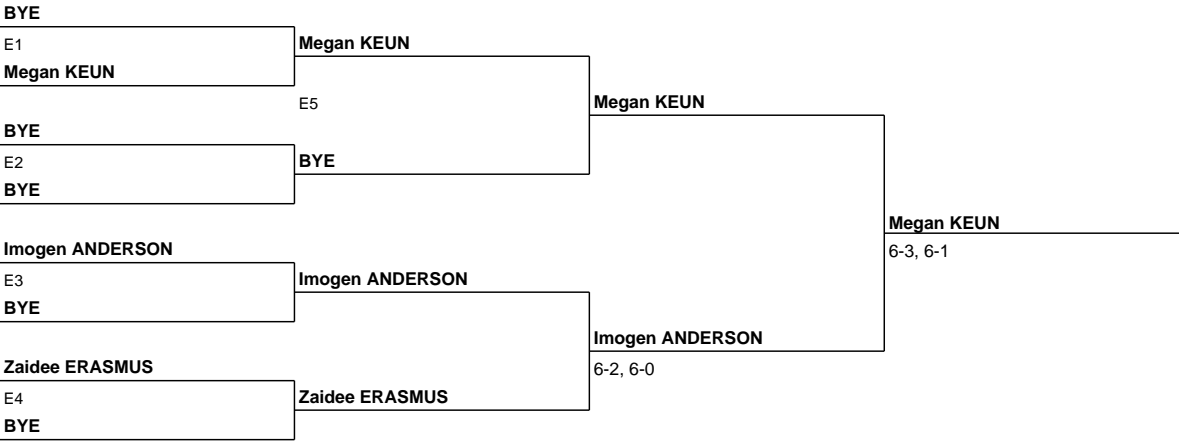 BYE
E1
Megan KEUN
Megan KEUN
E5
Megan KEUN
BYE
E2
BYE
BYE
Megan KEUN
6-3, 6-1
Imogen ANDERSON
E3
BYE
Imogen ANDERSON
Imogen ANDERSON
6-2, 6-0
Zaidee ERASMUS
E4
BYE
Zaidee ERASMUS